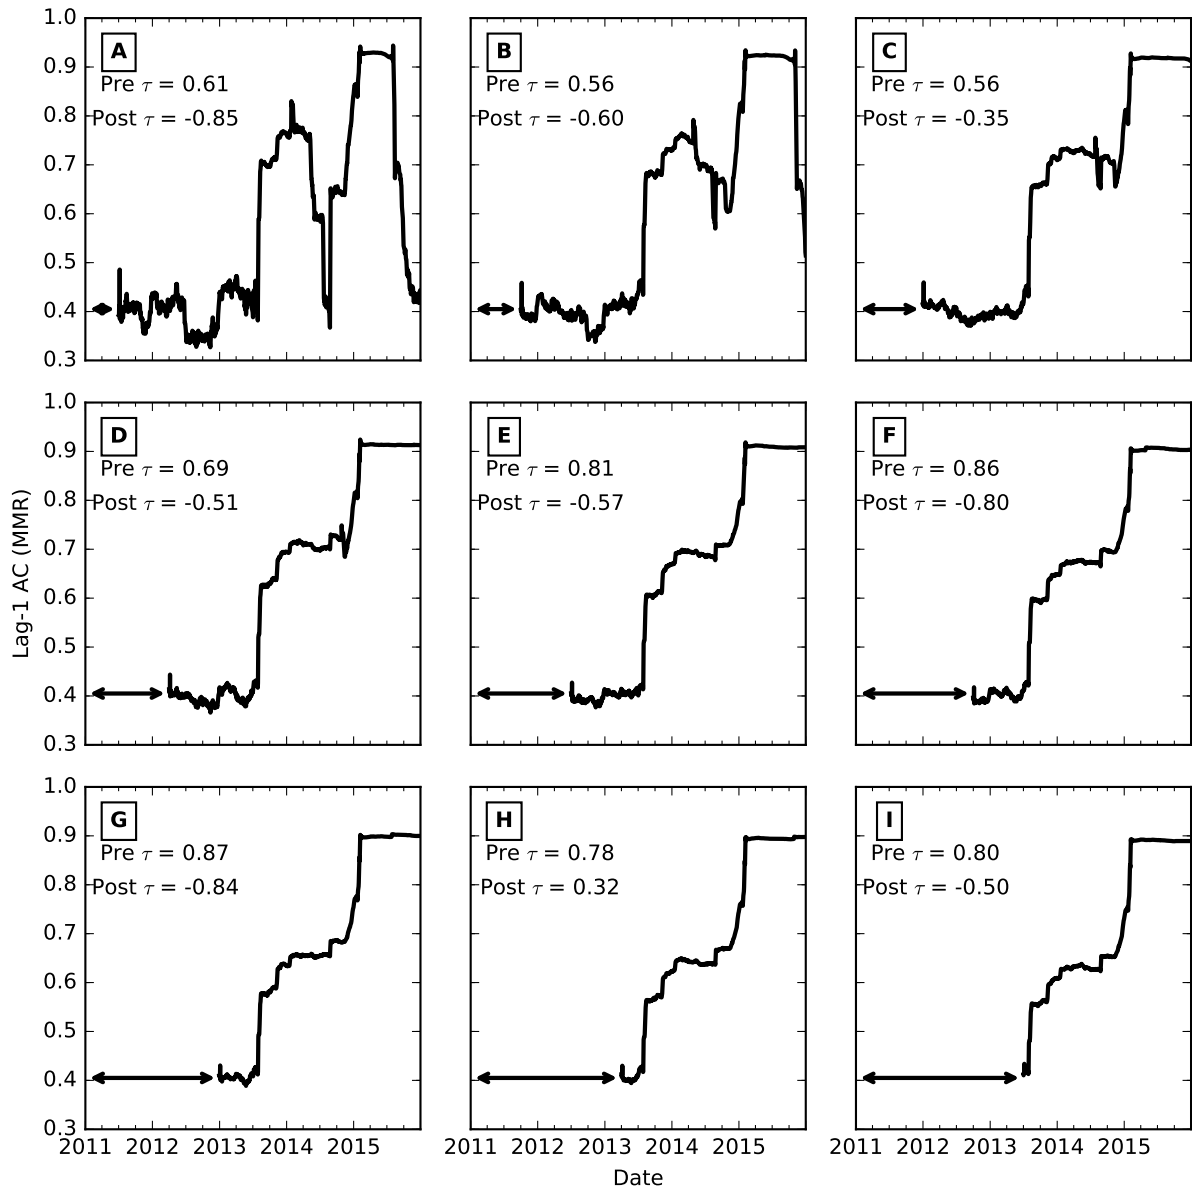 1.0
0.9
0.8
0.7
0.6
0.5
0.4
0.3
A
Pre τ = 0.61
Post τ = -0.85
B
Pre τ = 0.56
Post τ = -0.60
C
Pre τ = 0.56
Post τ = -0.35
Lag-1 AC (MMR)
1.0
0.9
0.8
0.7
0.6
0.5
0.4
0.3
D
Pre τ = 0.69
Post τ = -0.51
E
Pre τ = 0.81
Post τ = -0.57
F
Pre τ = 0.86
Post τ = -0.80
1.0
0.9
0.8
0.7
0.6
0.5
0.4
0.3
G
Pre τ = 0.87
Post τ = -0.84
H
Pre τ = 0.78
Post τ = 0.32
I
Pre τ = 0.80
Post τ = -0.50
2011 2012 2013 2014 2015
2011 2012 2013 2014 2015
2011 2012 2013 2014 2015
Date